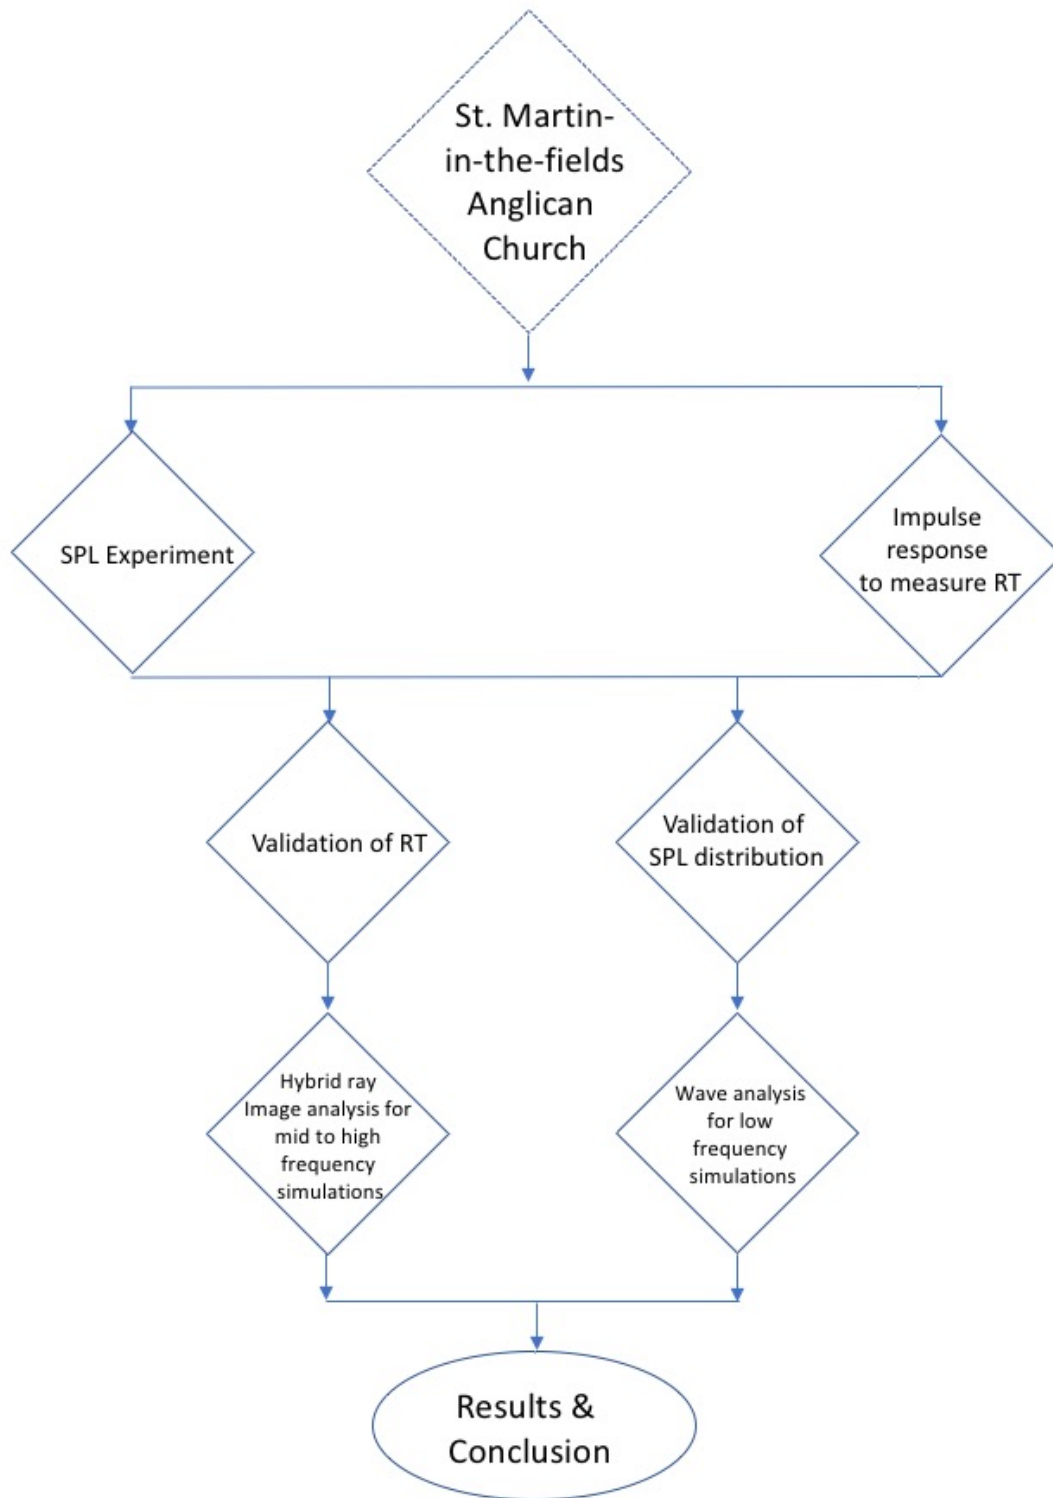 St. Martin-
in-the-fields
Anglican
Church
SPL Experiment
Impulse
response
to measure RT
Validation of RT
Validation of
SPL distribution
Hybrid ray
Image analysis for
mid to high
frequency
simulations
Wave analysis
for low
frequency
simulations
Results &
Conclusion